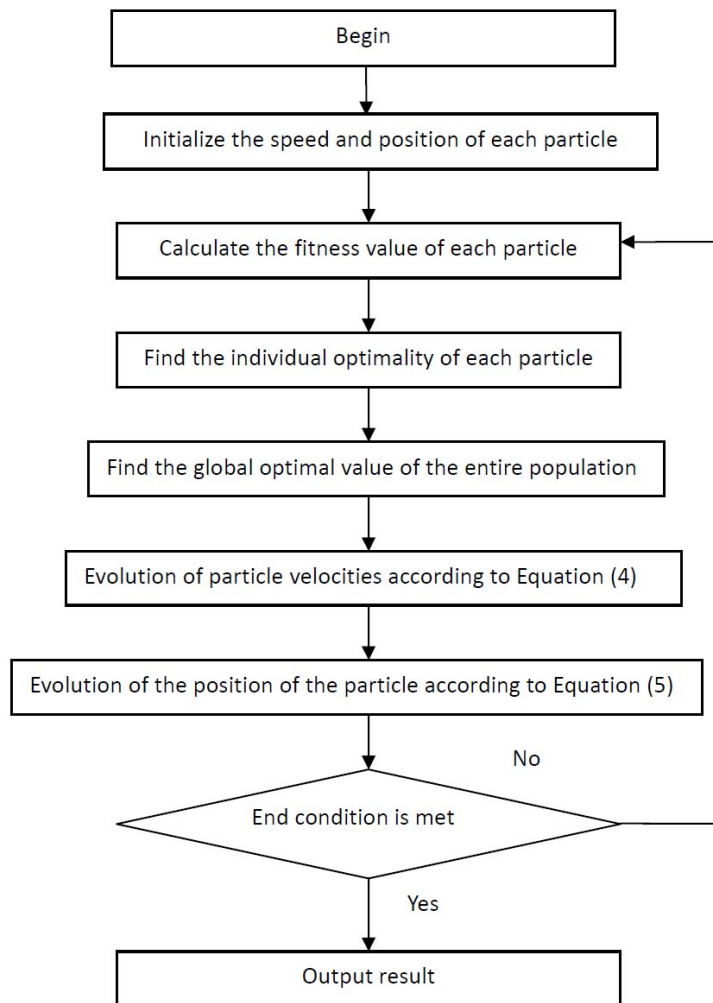 Begin
Initialize the speed and position of each particle
Calculate the fitness value of each particle
Find the individual optimality of each particle
Find the global optimal value of the entire population
Evolution of particle velocities according to Equation (4)
Evolution of the position of the particle according to Equation (5)
No
End condition is met
Yes
Output result